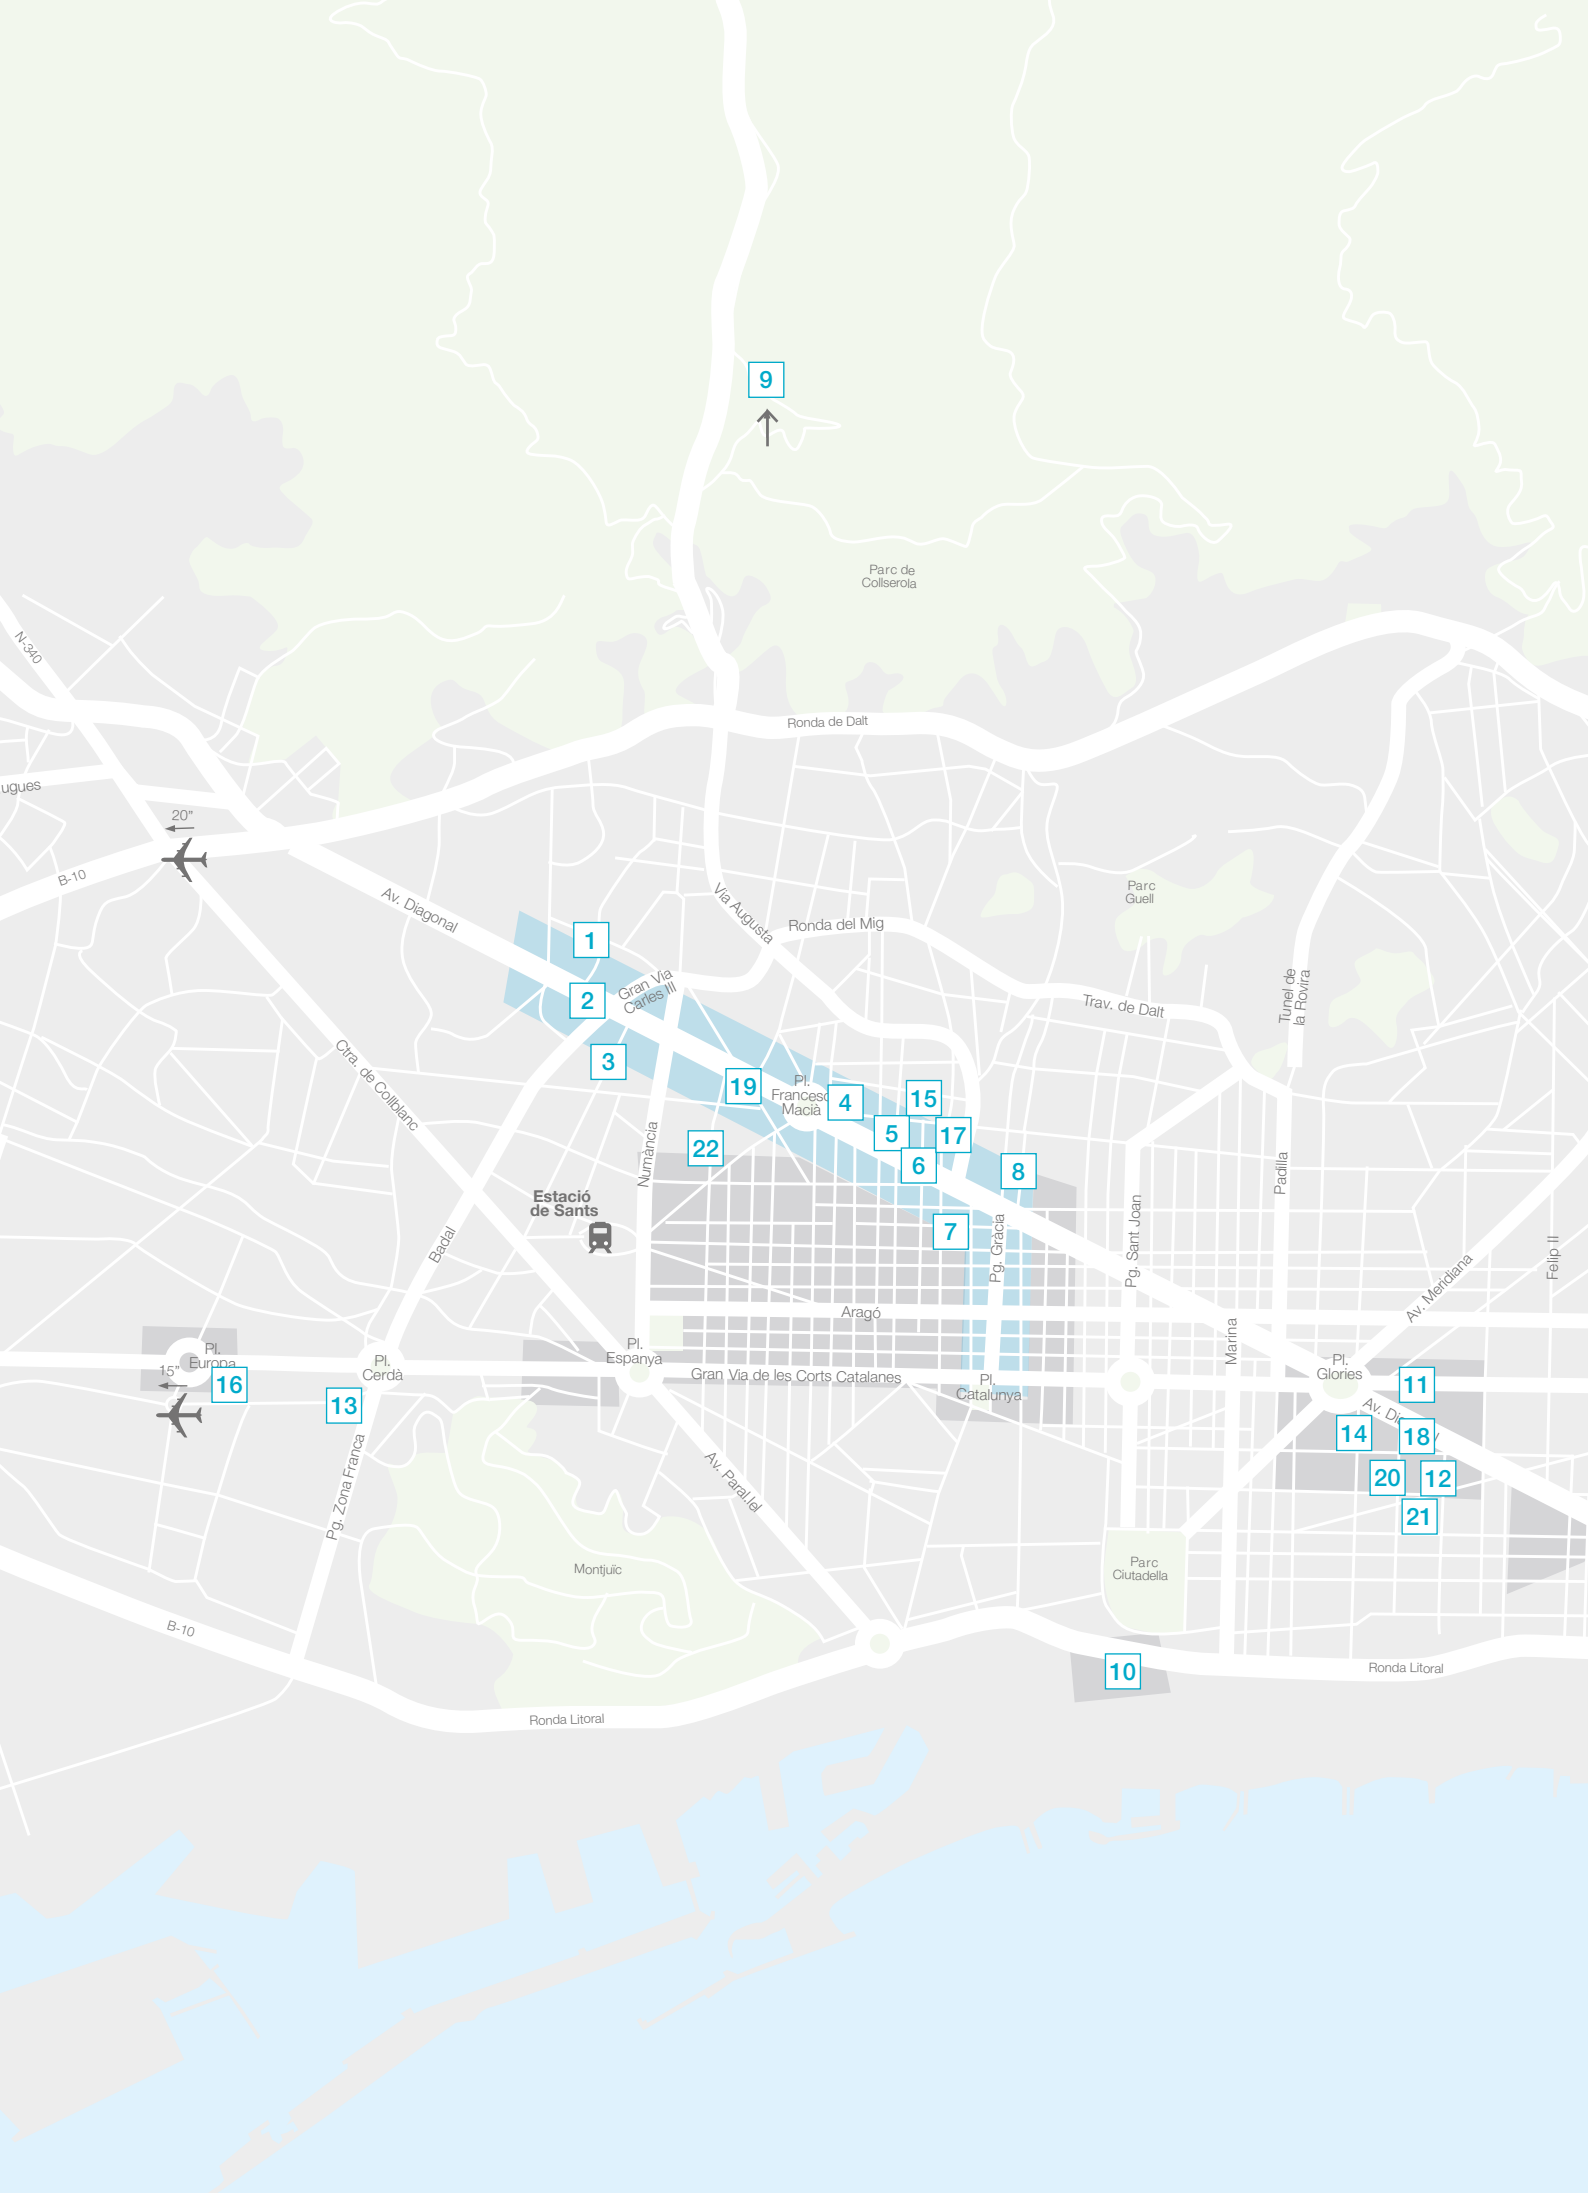 9
Parc de
Collserola
N-340
Ronda de Dalt
ugues
20”
B-10
Av. Diagonal
Via Augusta
Ronda del Mig
Parc
Guell
1
2
Gran Via
Carles III
Trav. de Dalt
Tunel de
la Rovira
Ctra. de Collblanc
3
19
Pl.
Francesc
Macià
4
15
5
17
6
8
22
Numància
Padilla
Estació
de Sants
Badal
7
Pg. Gràcia
Pg. Sant Joan
Felip II
Av. Meridiana
Aragó
Marina
Pl.
Europa
15”
16
Pl.
Cerdà
13
Pl.
Espanya
Gran Via de les Corts Catalanes
Pl.
Catalunya
Pl.
Glories
11
Av. Di
14
18
20
12
21
Pg. Zona Franca
Av. Paral.lel
Montjuïc
Parc
Ciutadella
B-10
10
Ronda Litoral
Ronda Litoral